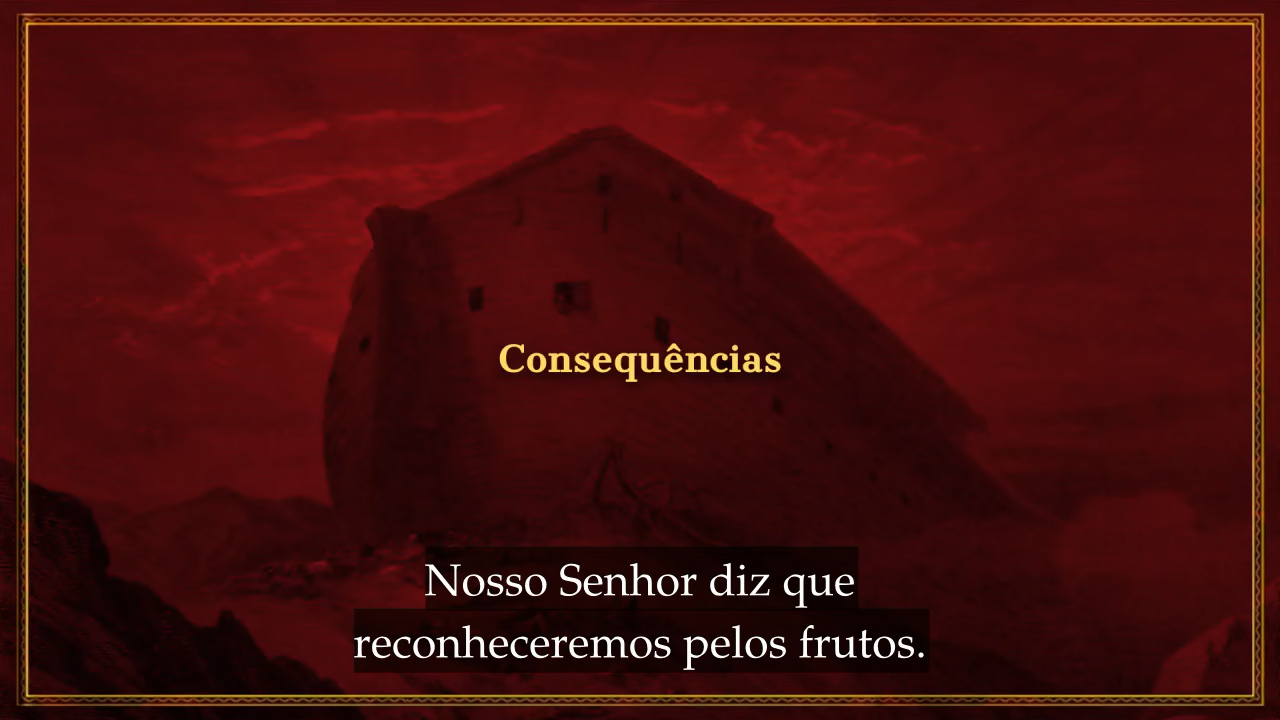 Consequências
Nosso Senhor diz que
reconheceremos pelos frutos.